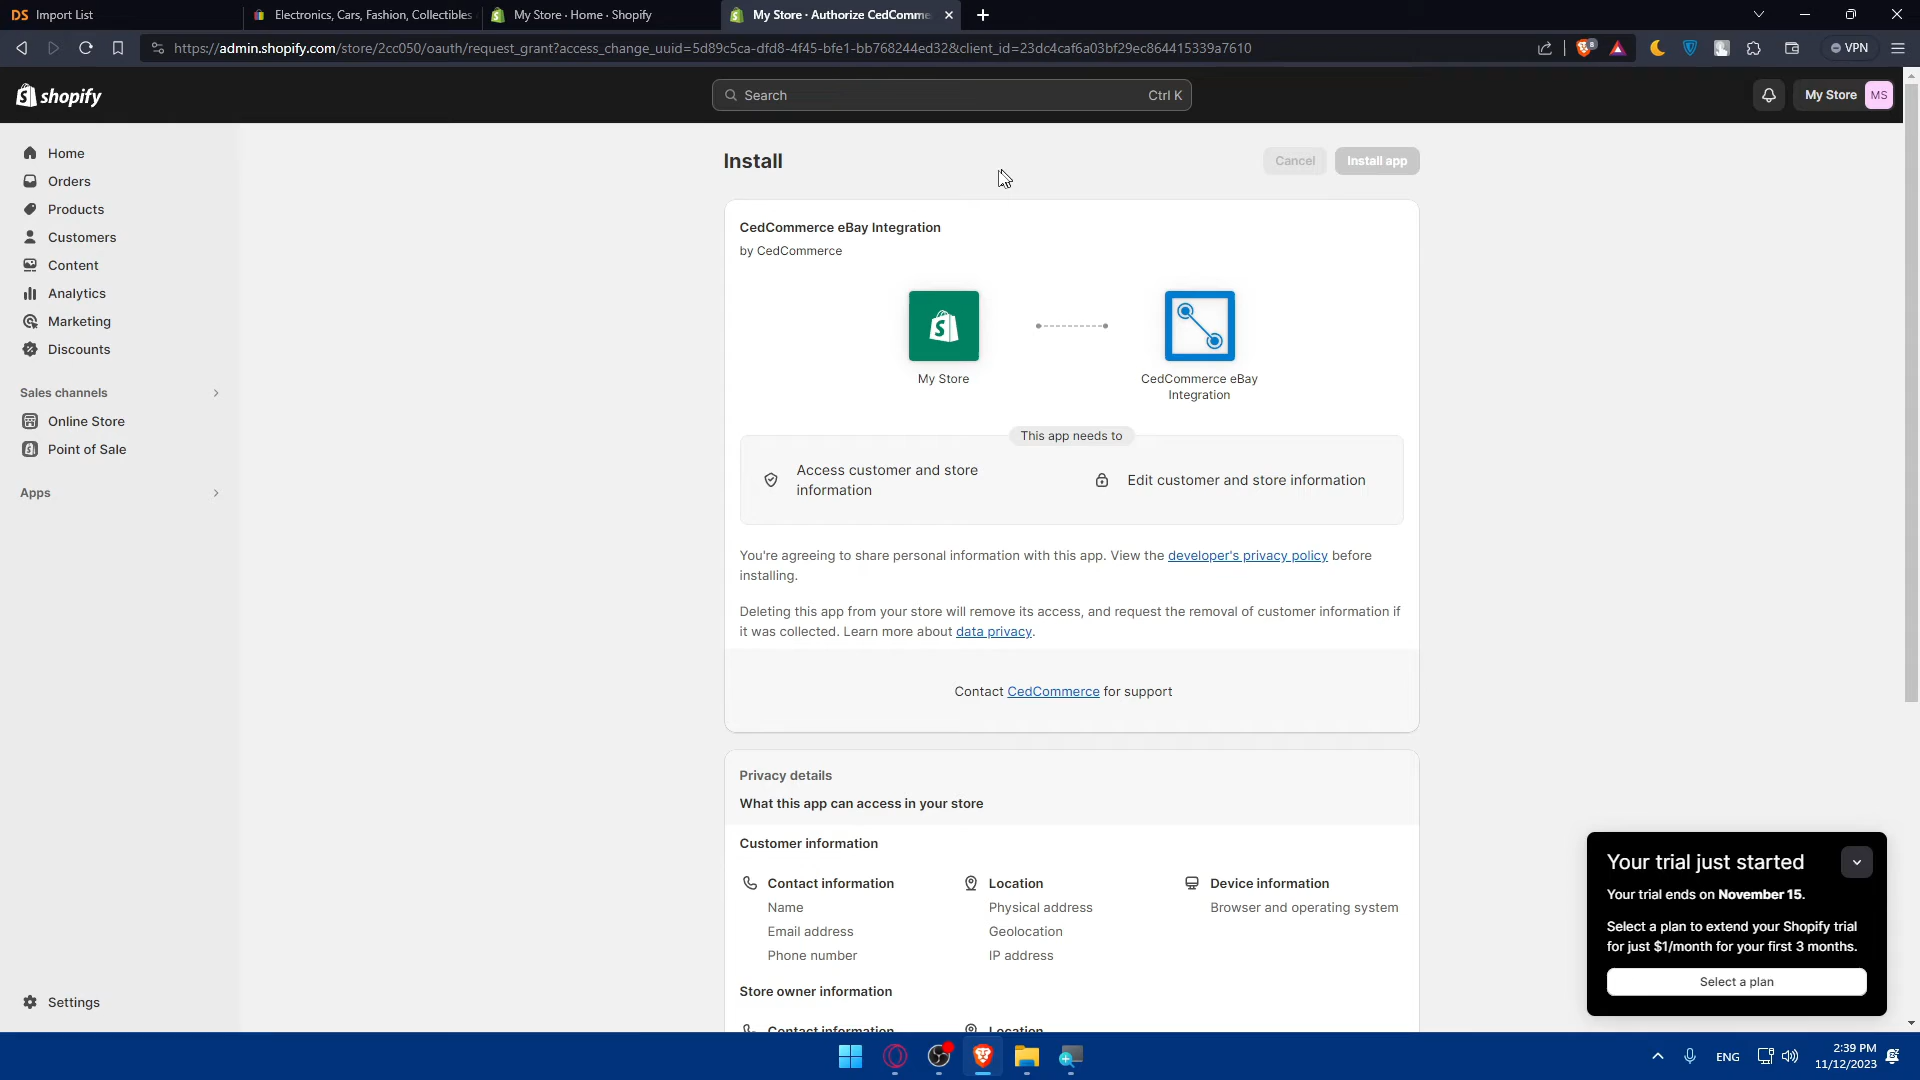 DS Import List
Electronics, Cars, Fashion, Collectibles
My Store · Home · Shopify
My Store · Authorize CedComme
https://admin.shopify.com/store/2cc050/oauth/request_grant?access_change_uuid=5d89c5ca-dfd8-4f45-bfe1-bb768244ed32&client_id=23dc4caf6a03bf29ec864415339a7610
8
VPN
shopify
Search
Ctrl K
My Store
MS
Home
Orders
Products
Customers
Content
Analytics
Marketing
Discounts
Sales channels
Online Store
Point of Sale
Apps
Settings
Install
Cancel
Install app
CedCommerce eBay Integration
by CedCommerce
My Store
CedCommerce eBay
Integration
This app needs to
Access customer and store
information
Edit customer and store information
You're agreeing to share personal information with this app. View the developer's privacy policy before
installing.
Deleting this app from your store will remove its access, and request the removal of customer information if
it was collected. Learn more about data privacy.
Contact CedCommerce for support
Privacy details
What this app can access in your store
Customer information
Contact information
Name
Email address
Phone number
Location
Physical address
Geolocation
IP address
Device information
Browser and operating system
Store owner information
Contact information
Location
Your trial just started
Your trial ends on November 15.
Select a plan to extend your Shopify trial
for just $1/month for your first 3 months.
Select a plan
ENG
2:39 PM
11/12/2023